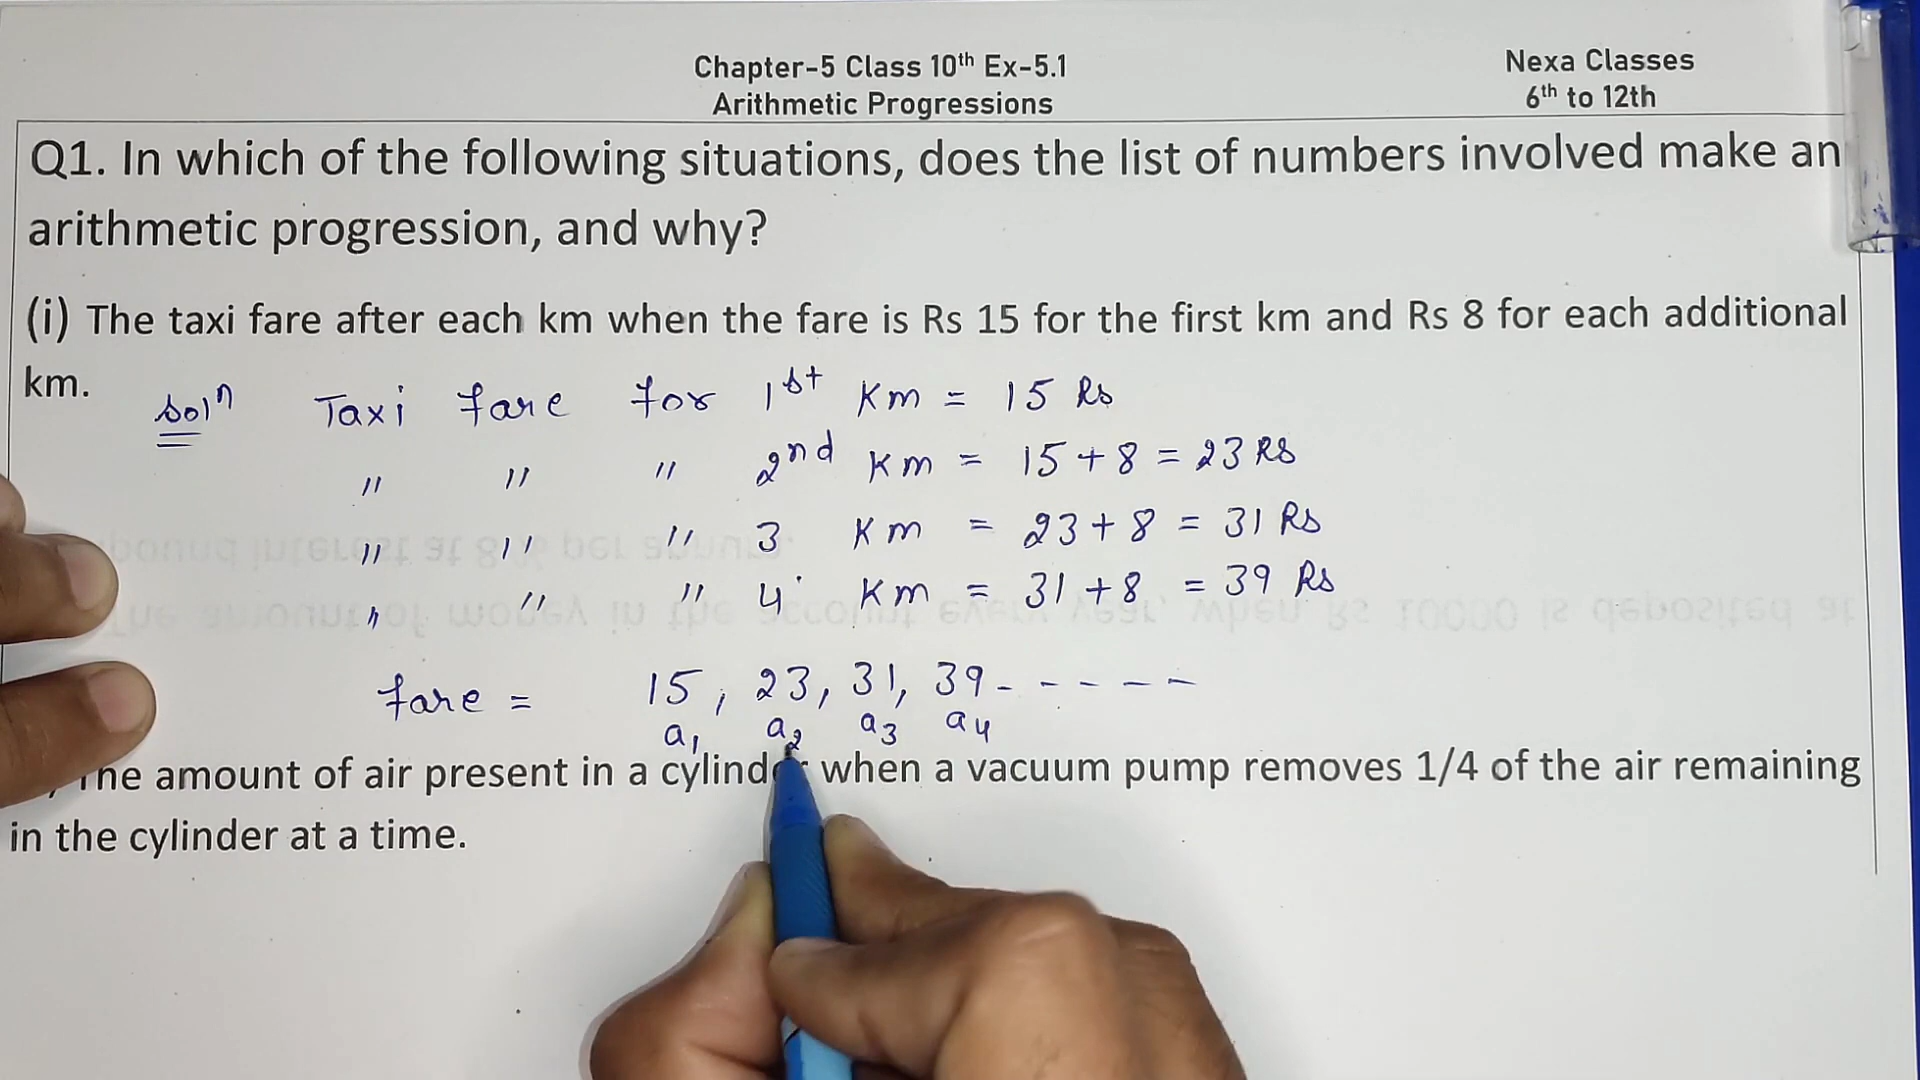 Chapter-5 Class 10th Ex-5.1
Arithmetic Progressions
Nexa Classes
6th to 12th
Q1. In which of the following situations, does the list of numbers involved make an
arithmetic progression, and why?
(i) The taxi fare after each km when the fare is Rs 15 for the first km and Rs 8 for each additional
km.
soln Taxi fare for 1st km = 15 Rs
" " " 2nd km = 15 + 8 = 23 Rs
" " " 3 km = 23 + 8 = 31 Rs
" " " 4 km = 31 + 8 = 39 Rs
fare = 15, 23, 31, 39 - - - - -
a1 a2 a3 a4
The amount of air present in a cylinder when a vacuum pump removes 1/4 of the air remaining
in the cylinder at a time.